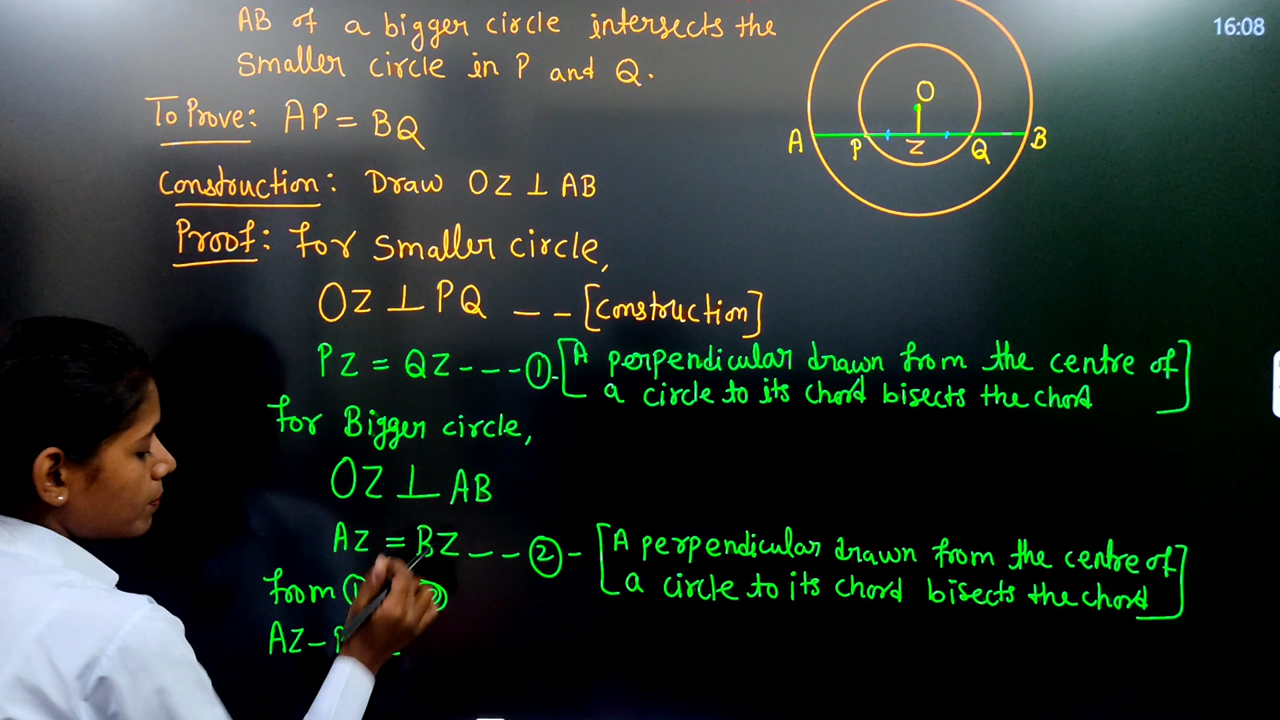 AB of a bigger circle intersects the
smaller circle in P and Q.
To Prove: AP = BQ
Construction: Draw OZ ⊥ AB
Proof: for smaller circle,
OZ ⊥ PQ -- [construction]
PZ = QZ --- ① - [A perpendicular drawn from the centre of
a circle to its chord bisects the chord]
for Bigger circle,
OZ ⊥ AB
AZ = BZ -- ② - [A perpendicular drawn from the centre of
a circle to its chord bisects the chord]
from
AZ -
16:08
O
A P Z Q B